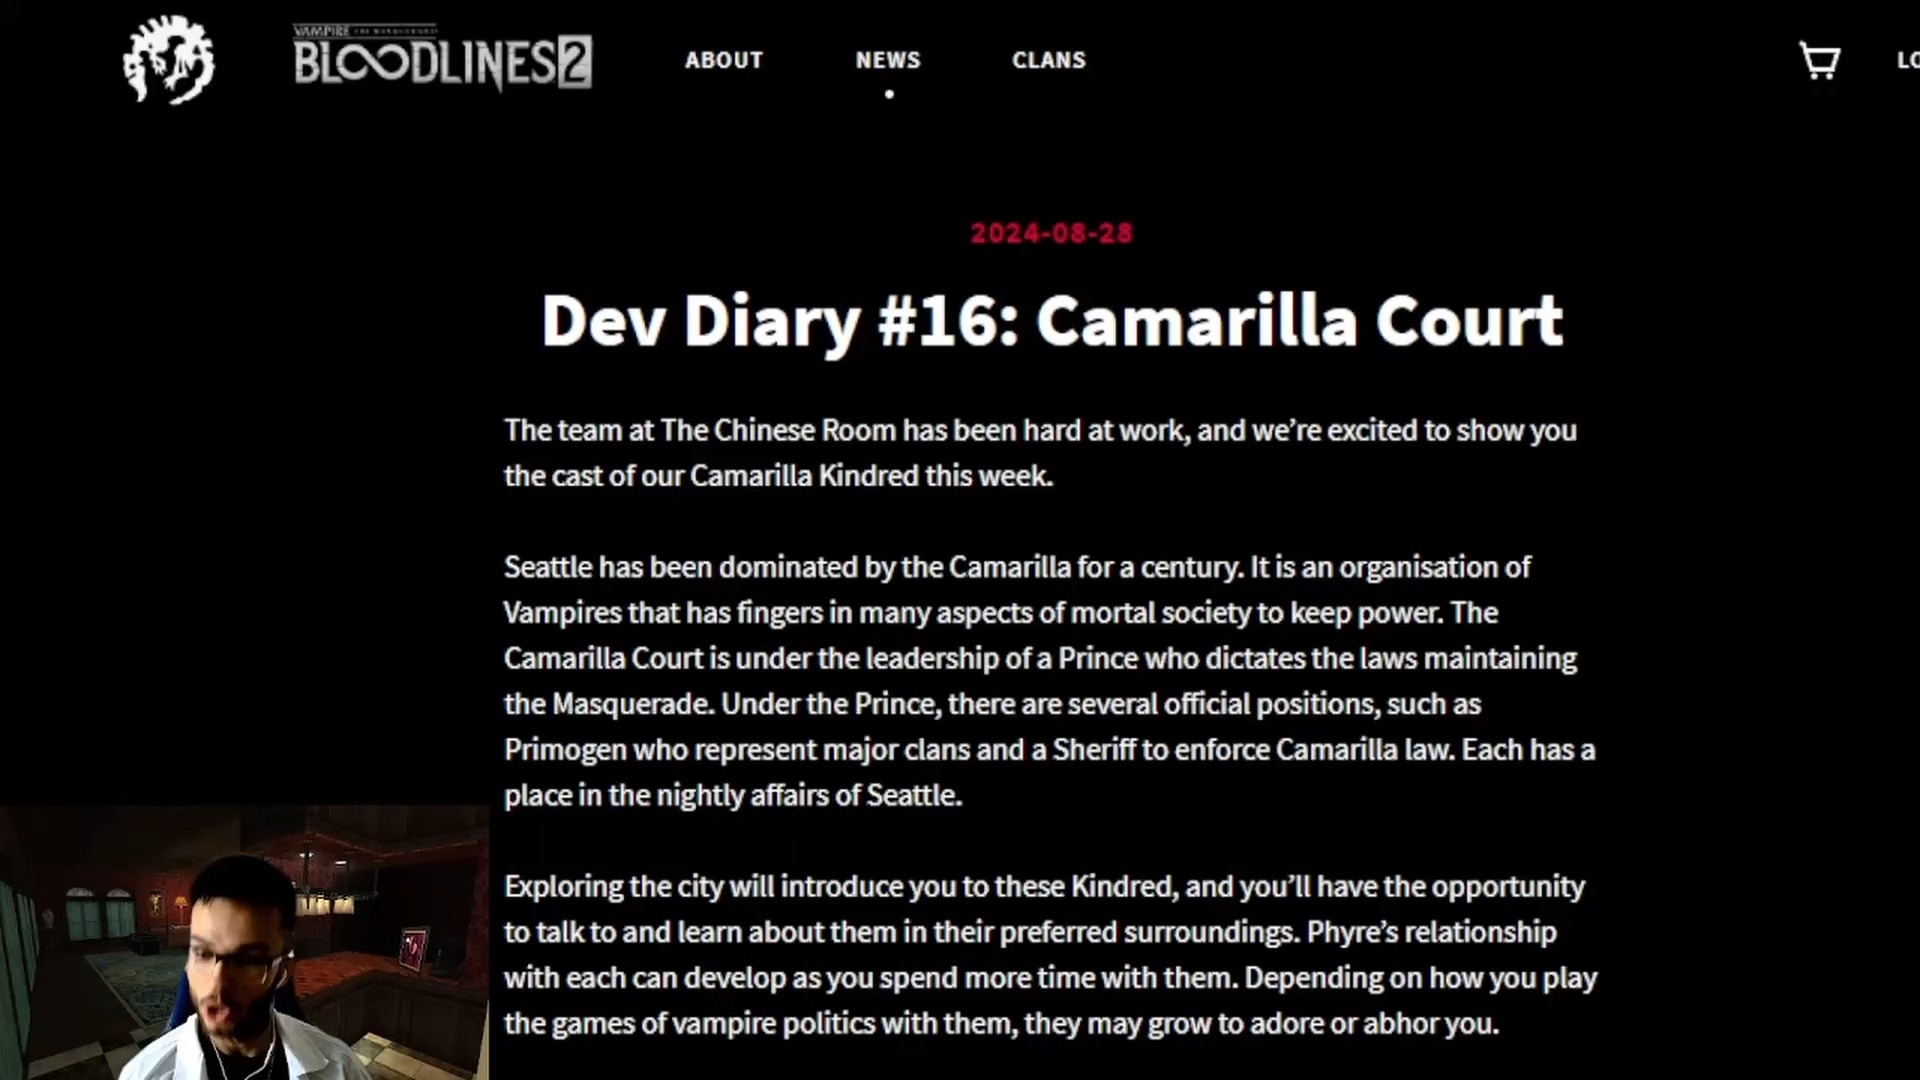 VAMPIRE THE MASQUERADE
BLOODLINES 2
ABOUT
NEWS
CLANS
LO
2024-08-28
Dev Diary #16: Camarilla Court
The team at The Chinese Room has been hard at work, and we’re excited to show you
the cast of our Camarilla Kindred this week.
Seattle has been dominated by the Camarilla for a century. It is an organisation of
Vampires that has fingers in many aspects of mortal society to keep power. The
Camarilla Court is under the leadership of a Prince who dictates the laws maintaining
the Masquerade. Under the Prince, there are several official positions, such as
Primogen who represent major clans and a Sheriff to enforce Camarilla law. Each has a
place in the nightly affairs of Seattle.
Exploring the city will introduce you to these Kindred, and you’ll have the opportunity
to talk to and learn about them in their preferred surroundings. Phyre’s relationship
with each can develop as you spend more time with them. Depending on how you play
the games of vampire politics with them, they may grow to adore or abhor you.